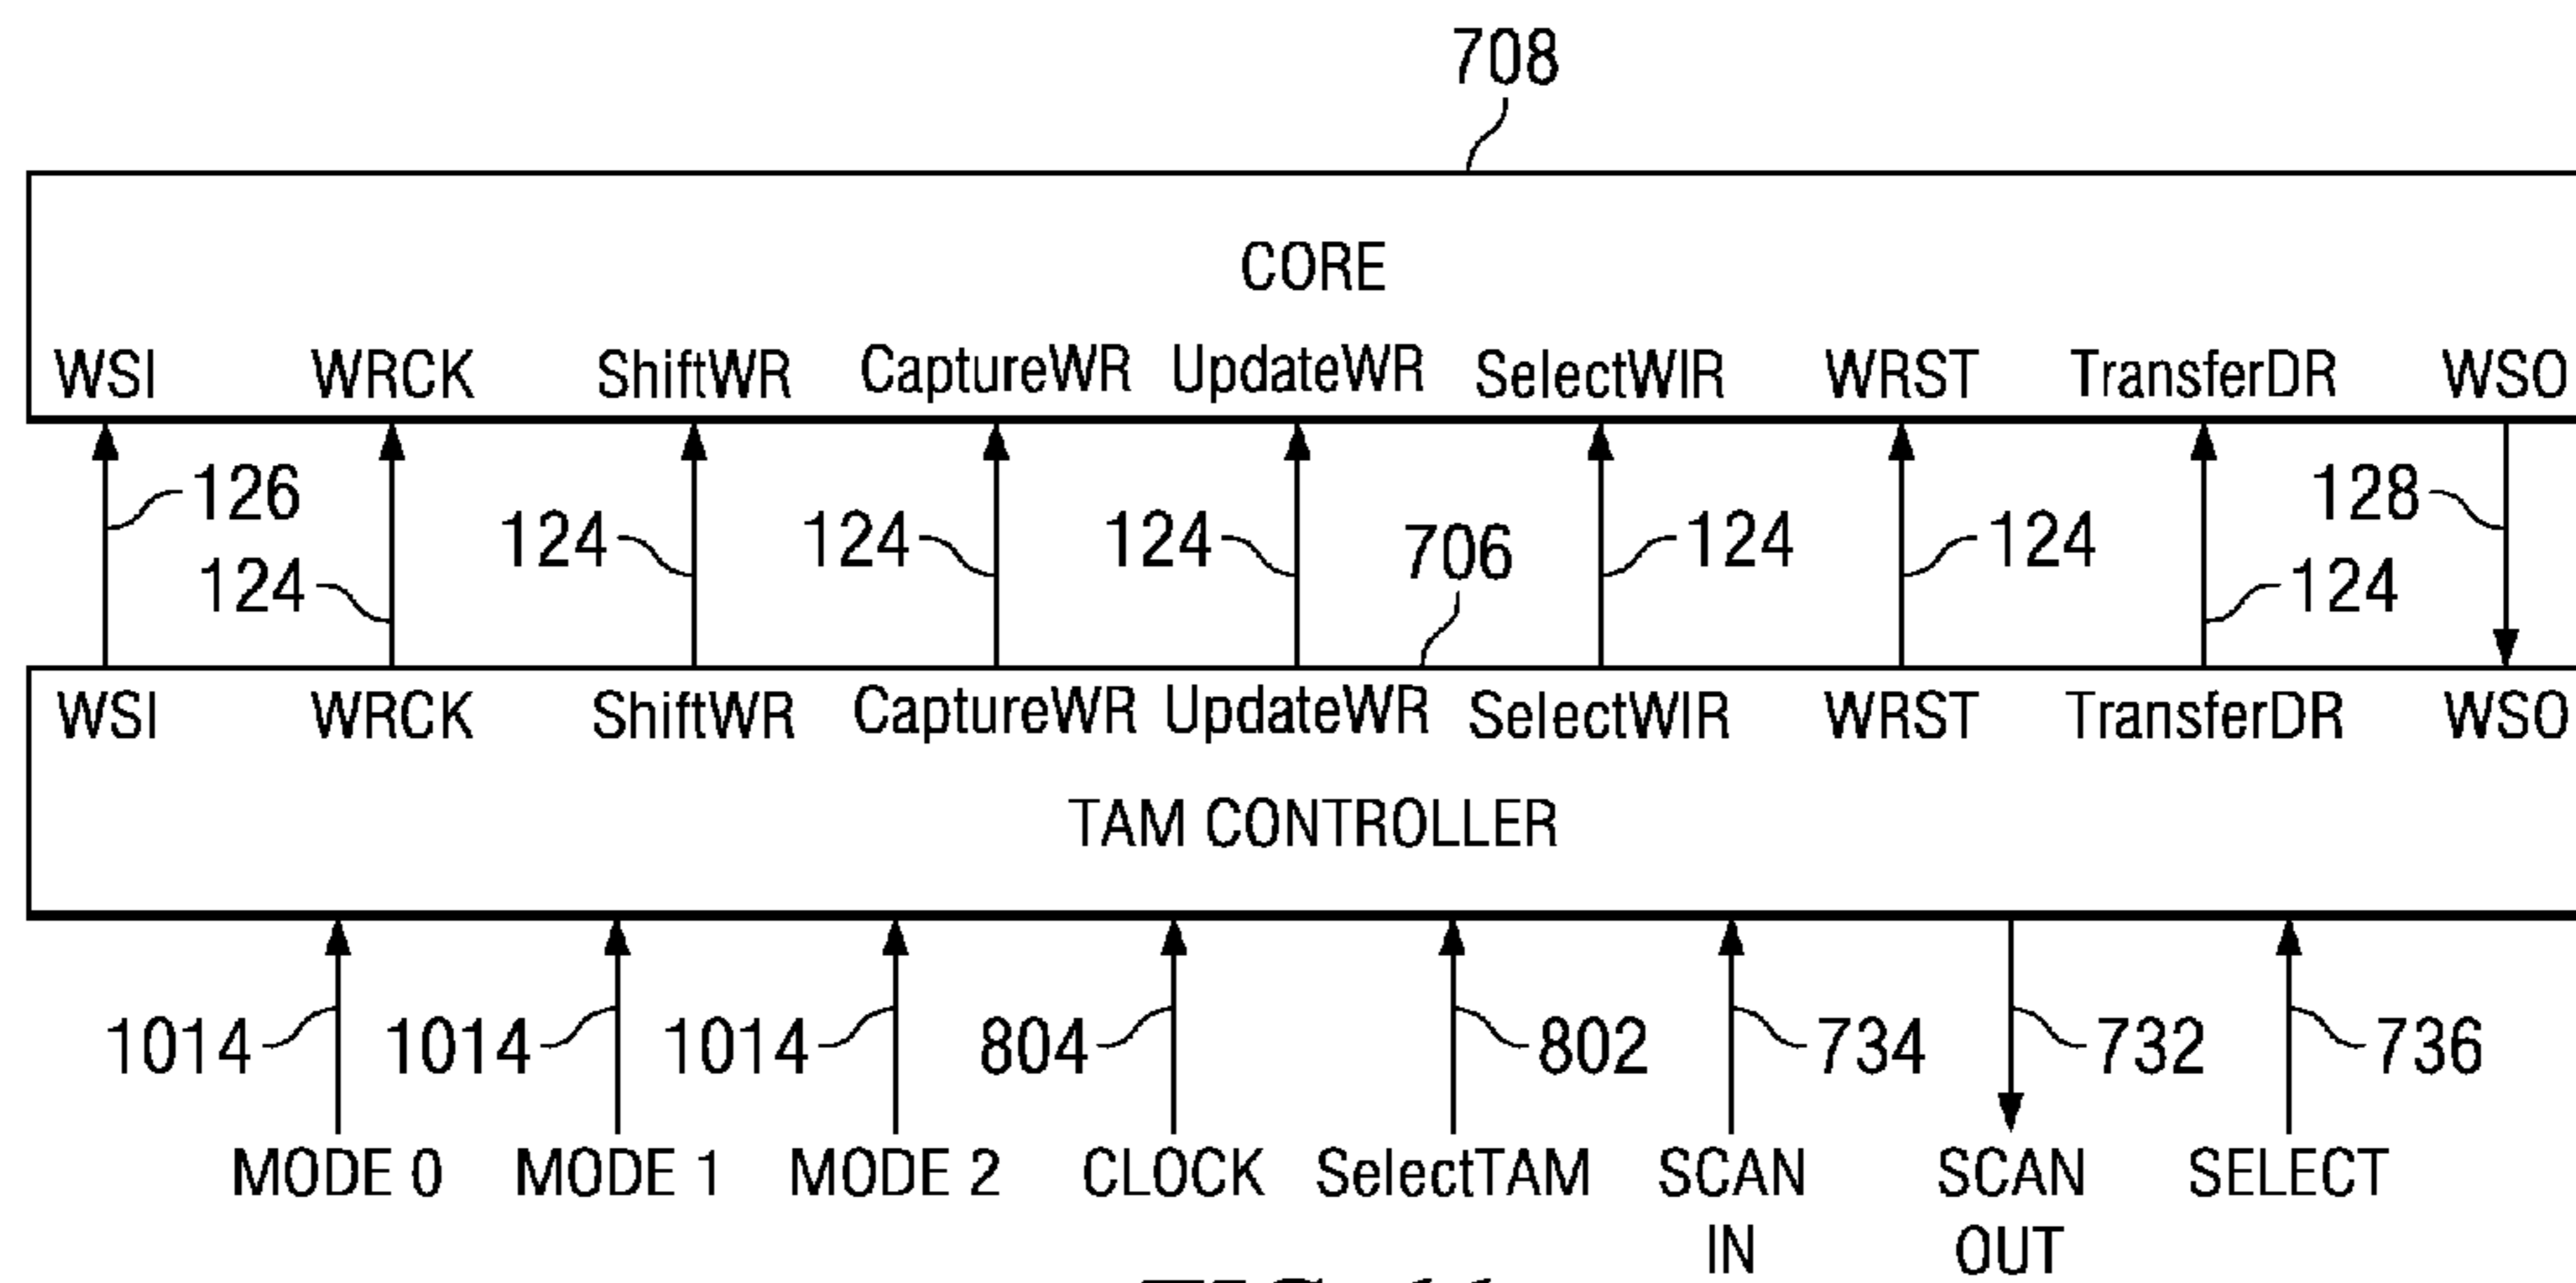 708
CORE
WSI WRCK ShiftWR CaptureWR UpdateWR SelectWIR WRST TransferDR WSO
126 124 124 124 124 706 124 124 124 128
WSI WRCK ShiftWR CaptureWR UpdateWR SelectWIR WRST TransferDR WSO
TAM CONTROLLER
1014 1014 1014 804 802 734 732 736
MODE 0 MODE 1 MODE 2 CLOCK SelectTAM SCAN IN SCAN OUT SELECT